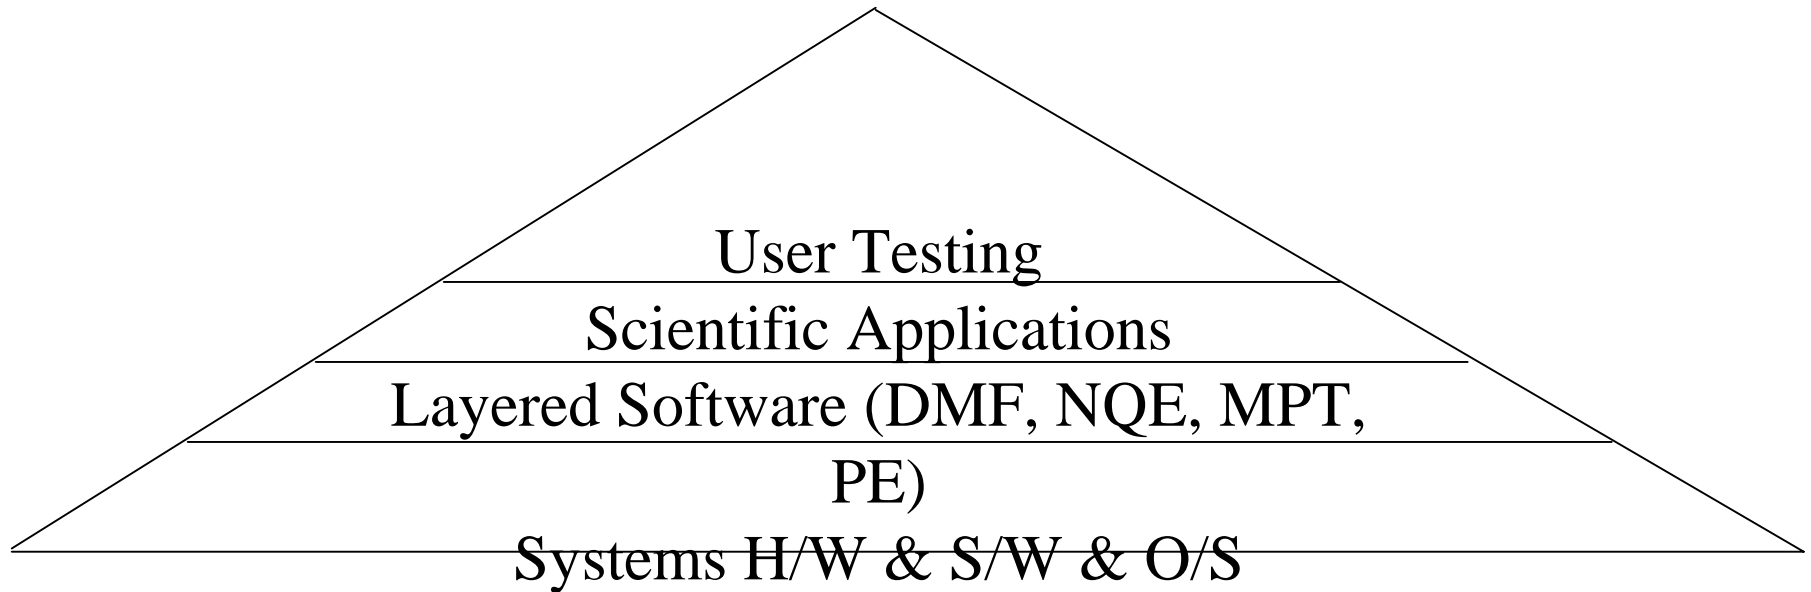 User Testing
Scientific Applications
Layered Software (DMF, NQE, MPT,
PE)
Systems H/W & S/W & O/S